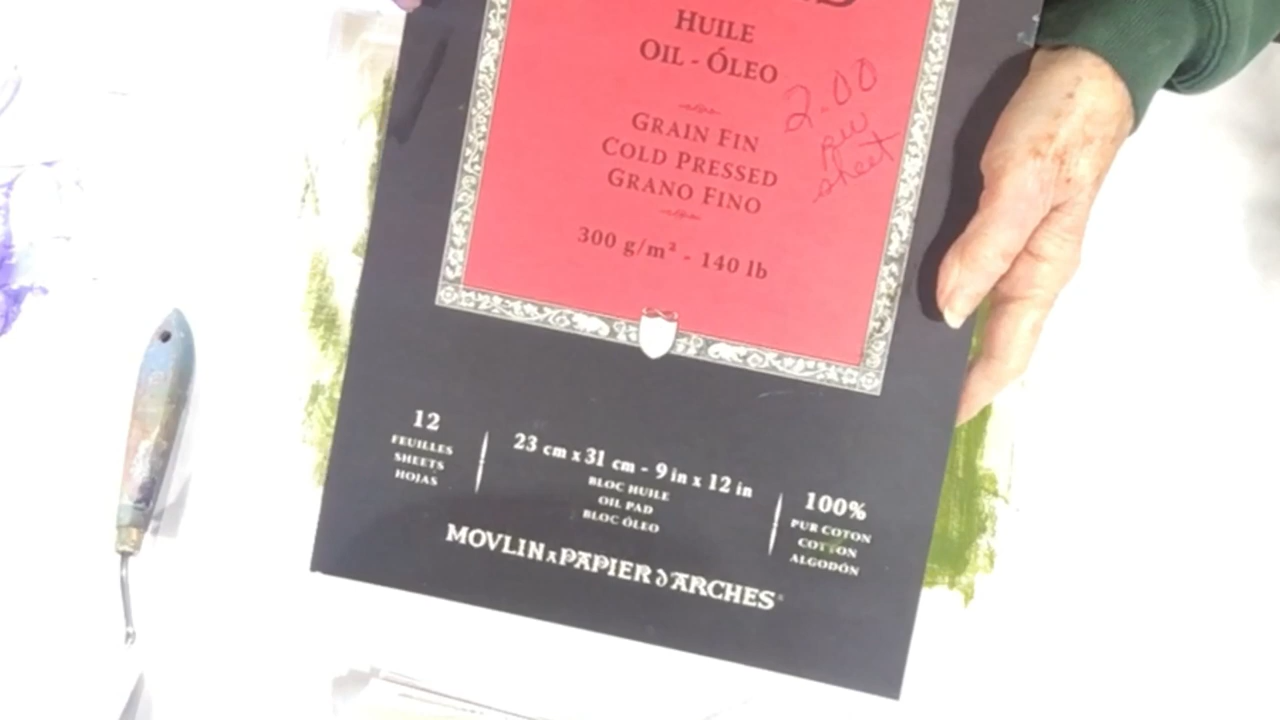 HUILE
OIL - ÓLEO
2.00
GRAIN FIN
COLD PRESSED
GRANO FINO
sheet
300 g/m² - 140 lb
12
FEUILLES
SHEETS
HOJAS
23 cm x 31 cm - 9 in x 12 in
BLOC HUILE
OIL PAD
BLOC ÓLEO
100%
PUR COTON
COTTON
ALGODÓN
MOVLIN A PAPIER D'ARCHES